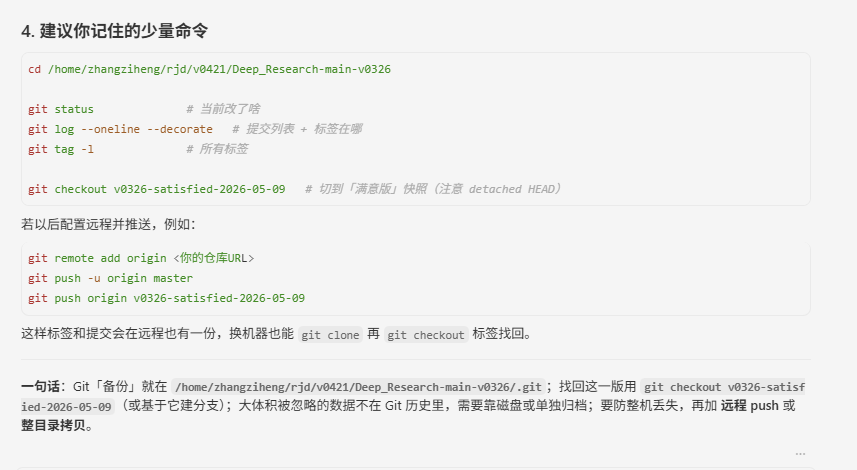 4. 建议你记住的少量命令
cd /home/zhangziheng/rjd/v0421/Deep_Research-main-v0326
git status # 当前改了啥
git log --oneline --decorate # 提交列表 + 标签在哪
git tag -l # 所有标签
git checkout v0326-satisfied-2026-05-09 # 切到「满意版」快照（注意 detached HEAD）
若以后配置远程并推送，例如：
git remote add origin <你的仓库URL>
git push -u origin master
git push origin v0326-satisfied-2026-05-09
这样标签和提交会在远程也有一份，换机器也能 git clone 再 git checkout 标签找回。
一句话：Git「备份」就在 /home/zhangziheng/rjd/v0421/Deep_Research-main-v0326/.git；找回这一版用 git checkout v0326-satisf
ied-2026-05-09（或基于它建分支）；大体积被忽略的数据不在 Git 历史里，需要靠磁盘或单独归档；要防整机丢失，再加 远程 push 或
整目录拷贝。
...